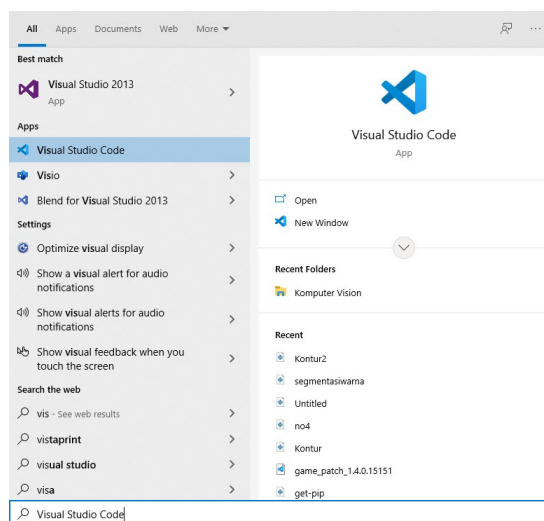 All Apps Documents Web More
Best match
Visual Studio 2013
App
Apps
Visual Studio Code
Visio
Blend for Visual Studio 2013
Settings
Optimize visual display
Show a visual alert for audio
notifications
Show visual alerts for audio
notifications
Show visual feedback when you
touch the screen
Search the web
vis - See web results
vistaprint
visual studio
visa
Visual Studio Code
Visual Studio Code
App
Open
New Window
Recent Folders
Komputer Vision
Recent
Kontur2
segmentasiwarna
Untitled
no4
Kontur
game_patch_1.4.0.15151
get-pip